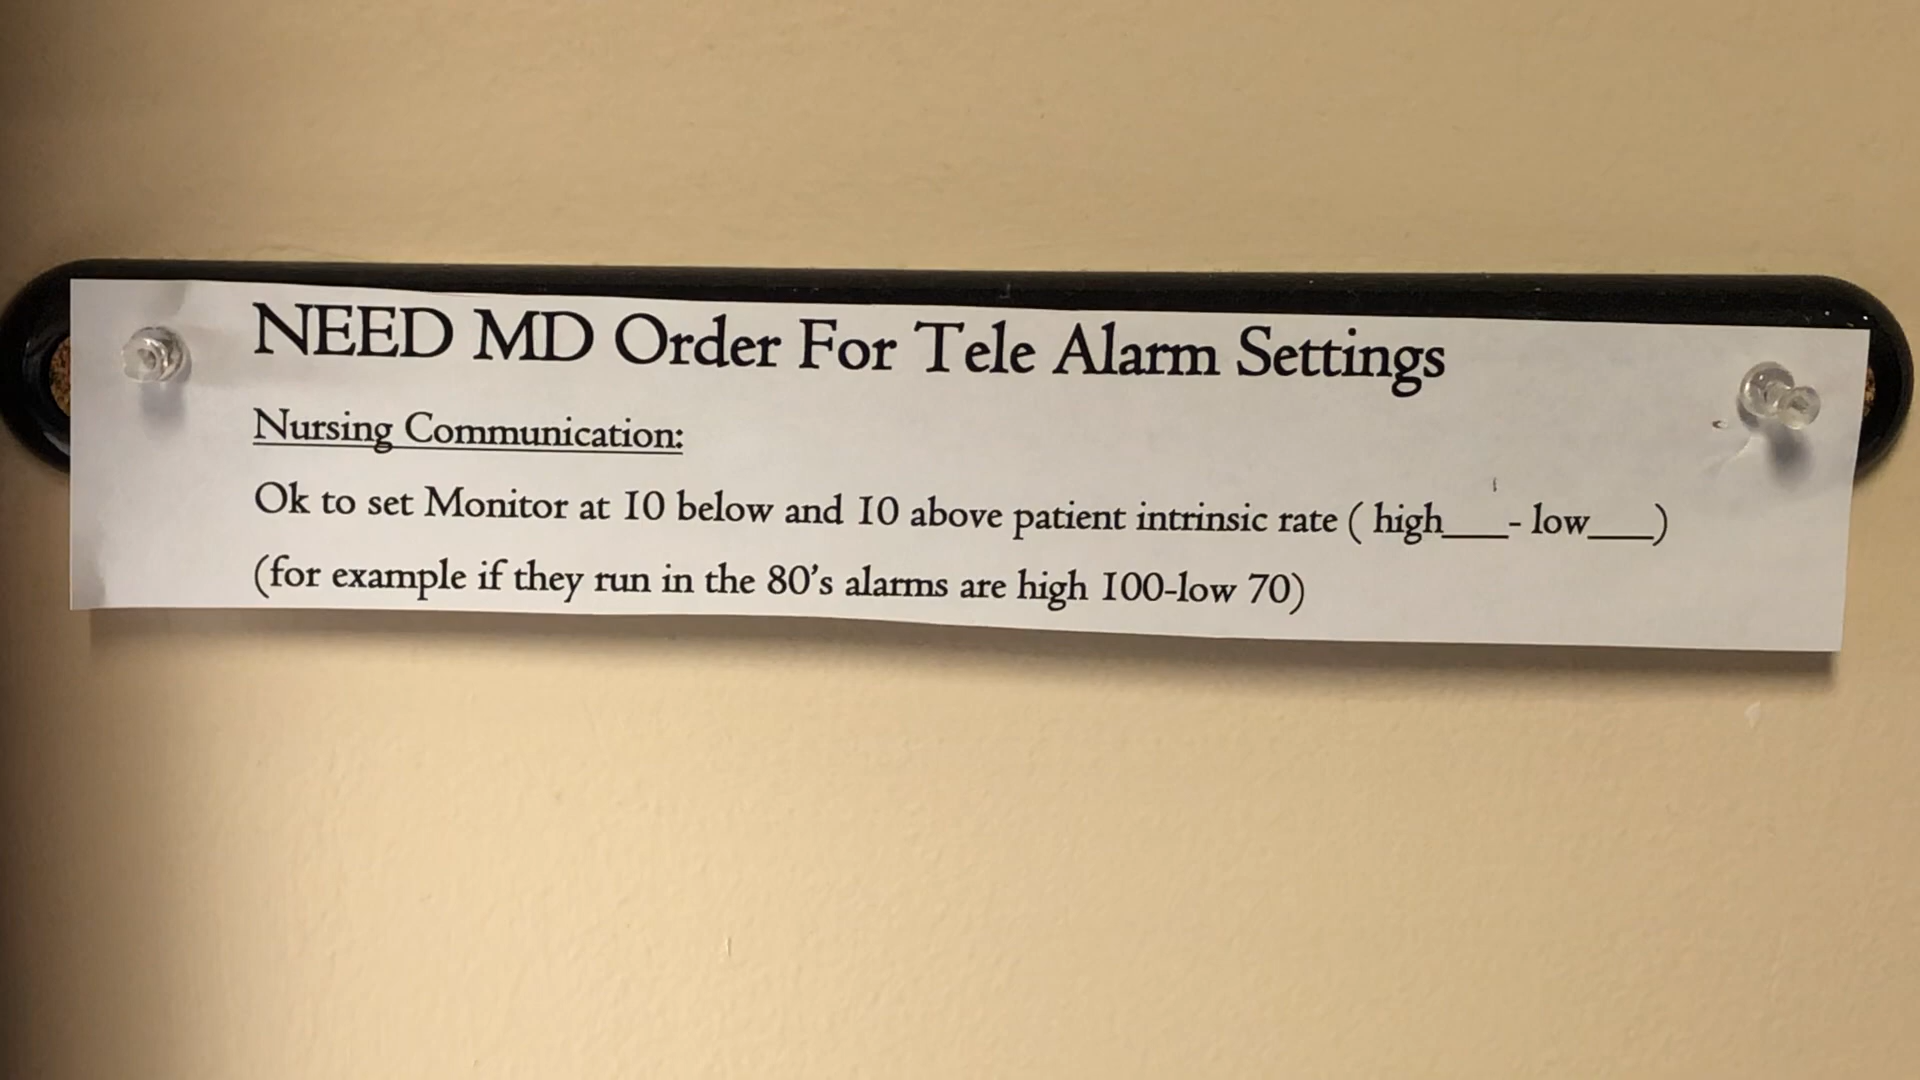 NEED MD Order For Tele Alarm Settings
Nursing Communication:
Ok to set Monitor at 10 below and 10 above patient intrinsic rate ( high___- low___)
(for example if they run in the 80's alarms are high 100-low 70)